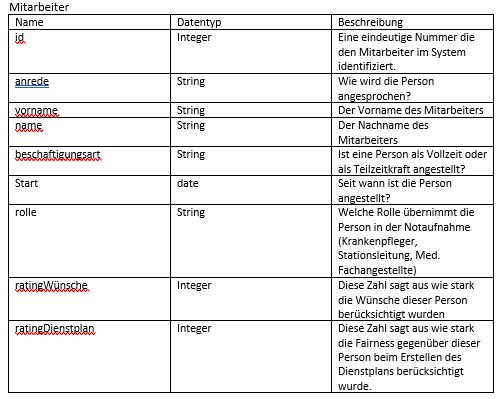 Mitarbeiter
Name Datentyp Beschreibung
id Integer Eine eindeutige Nummer die
den Mitarbeiter im System
identifiziert.
anrede String Wie wird die Person
angesprochen?
vorname String Der Vorname des Mitarbeiters
name String Der Nachname des
Mitarbeiters
beschaftigungsart String Ist eine Person als Vollzeit oder
als Teilzeitkraft angestellt?
Start date Seit wann ist die Person
angestellt?
rolle String Welche Rolle übernimmt die
Person in der Notaufnahme
(Krankenpfleger,
Stationsleitung, Med.
Fachangestellte)
ratingWünsche Integer Diese Zahl sagt aus wie stark
die Wünsche dieser Person
berücksichtigt wurden
ratingDienstplan Integer Diese Zahl sagt aus wie stark
die Fairness gegenüber dieser
Person beim Erstellen des
Dienstplans berücksichtigt
wurde.